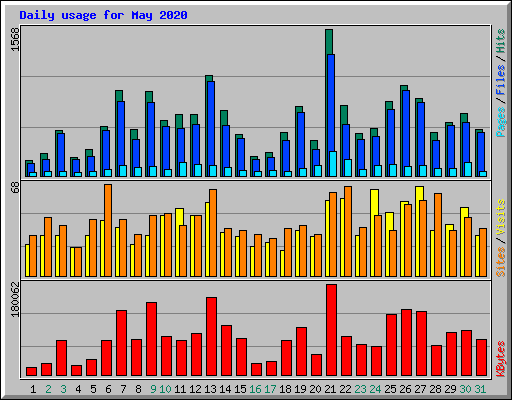 Daily usage for May 2020
1568
Pages / Files / Hits
68
Sites / Visits
180062
KBytes
1 2 3 4 5 6 7 8 9 10 11 12 13 14 15 16 17 18 19 20 21 22 23 24 25 26 27 28 29 30 31